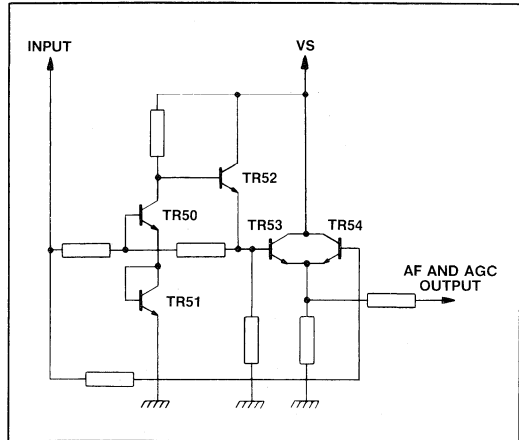 INPUT
VS
TR52
TR50
TR53
TR54
AF AND AGC
OUTPUT
TR51